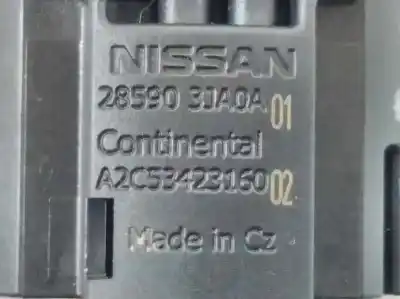 NISSAN
28590 3JA0A 01
Continental
A2C53423160 02
Made in Cz